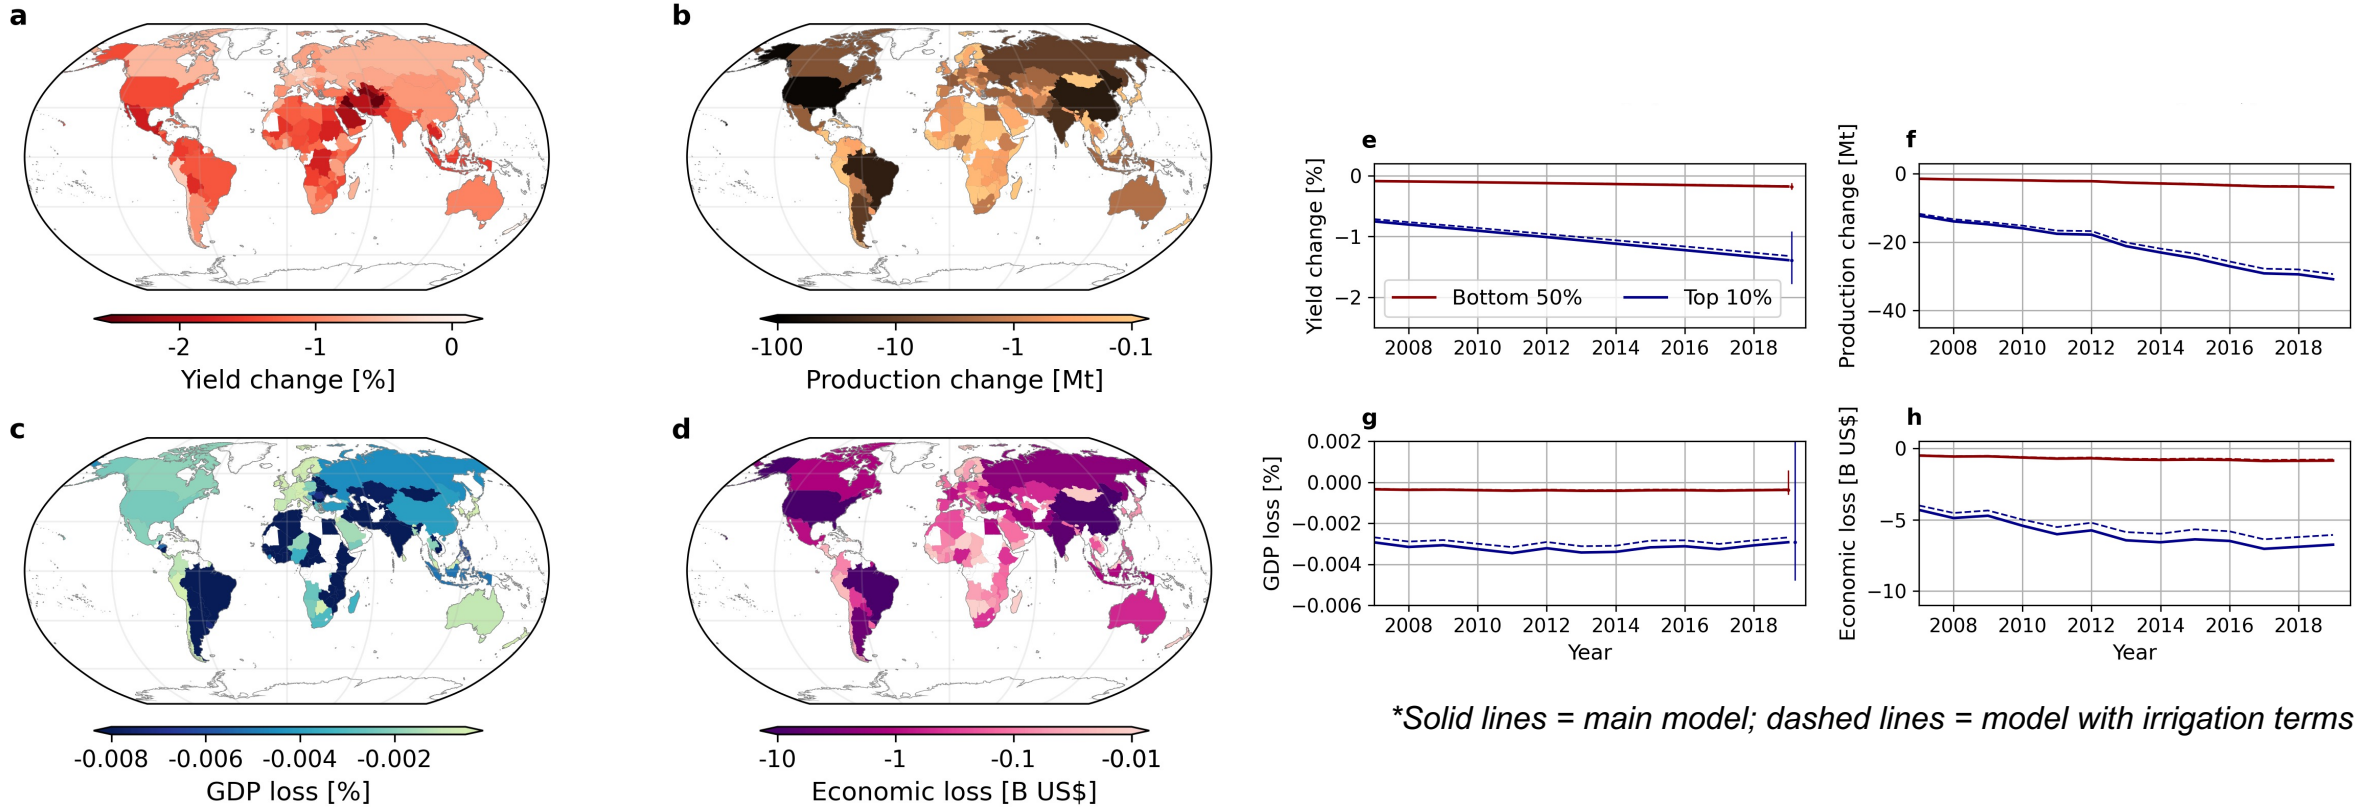 a
-2 -1 0
Yield change [%]
b
-100 -10 -1 -0.1
Production change [Mt]
c
-0.008 -0.006 -0.004 -0.002
GDP loss [%]
d
-10 -1 -0.1 -0.01
Economic loss [B US$]
e
Yield change [%]
0
−1
−2
Bottom 50% Top 10%
2008 2010 2012 2014 2016 2018
f
Production change [Mt]
0
−20
−40
2008 2010 2012 2014 2016 2018
g
GDP loss [%]
0.002
0.000
−0.002
−0.004
−0.006
2008 2010 2012 2014 2016 2018
Year
h
Economic loss [B US$]
0
−5
−10
2008 2010 2012 2014 2016 2018
Year
*Solid lines = main model; dashed lines = model with irrigation terms